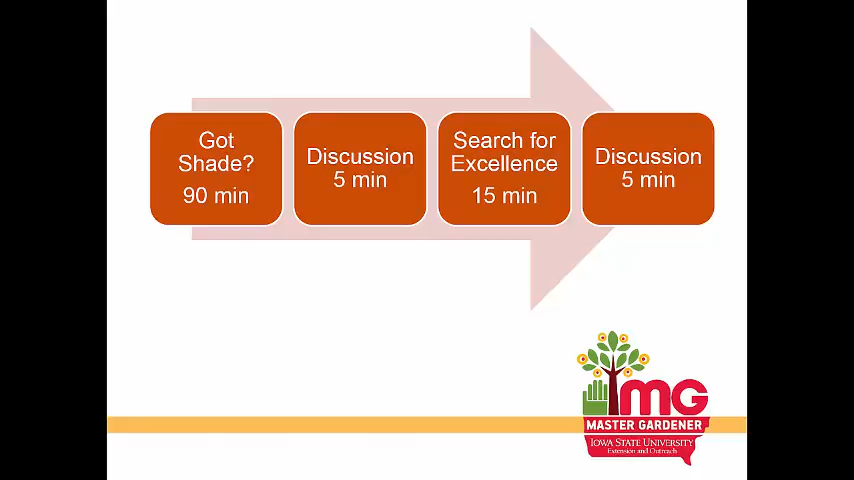 Got
Shade?
90 min
Discussion
5 min
Search for
Excellence
15 min
Discussion
5 min
MG
MASTER GARDENER
IOWA STATE UNIVERSITY
Extension and Outreach